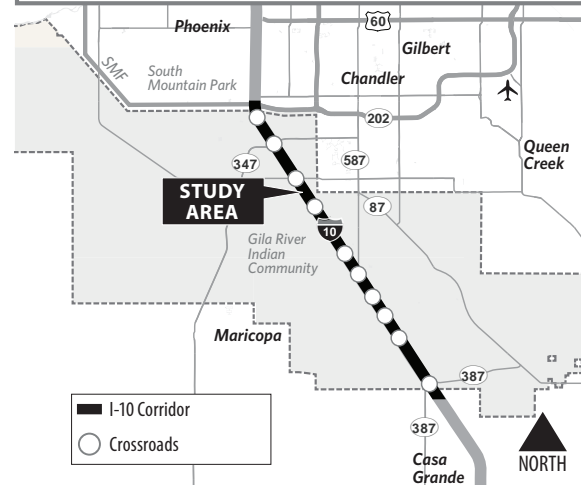 60
Phoenix
Gilbert
SMF
South
Mountain Park
Chandler
202
Queen
Creek
347
587
STUDY
AREA
87
10
Gila River
Indian
Community
Maricopa
387
I-10 Corridor
Crossroads
387
NORTH
Casa
Grande